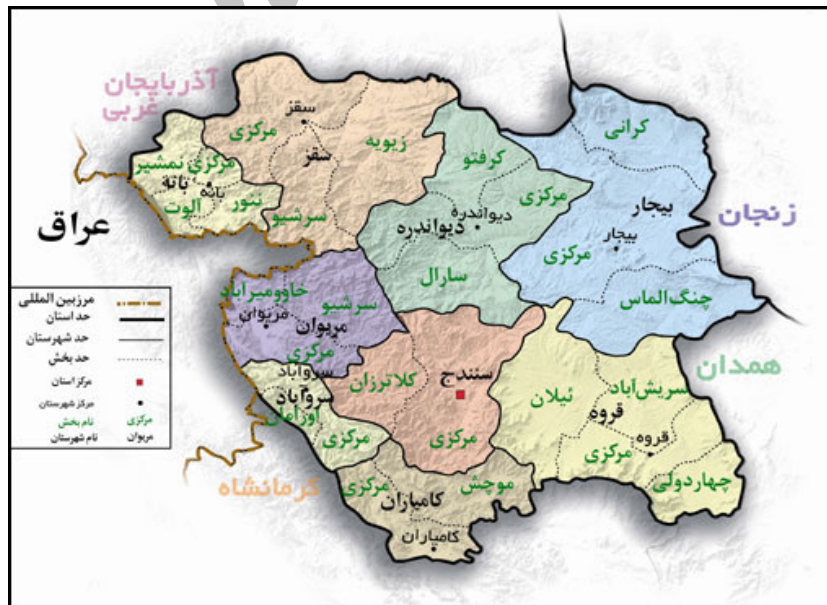 آذربایجان
غربی
سقز
مرکزی
سقز
زیویه
سرشیو
کرفتو
مرکزی
دیواندره
دیواندره
سارال
کرانی
بیجار
بیجار
مرکزی
چنگ الماس
زنجان
مرکزی
نمشیر
بانه
بانه
ننور
آلوت
عراق
خاوومیرآباد
سرشیو
مریوان
مریوان
مرکزی
سروآباد
سروآباد
اورامان
مرکزی
کلاترزان
سنندج
مرکزی
ئیلان
سریش‌آباد
قروه
قروه
مرکزی
چهاردولی
همدان
کرمانشاه
مرکزی
موچش
کامیاران
کامیاران
مرزبین المللی
حد استان
حد شهرستان
حد بخش
مرکز استان
مرکز شهرستان
نام بخش مرکزی
نام شهرستان مریوان